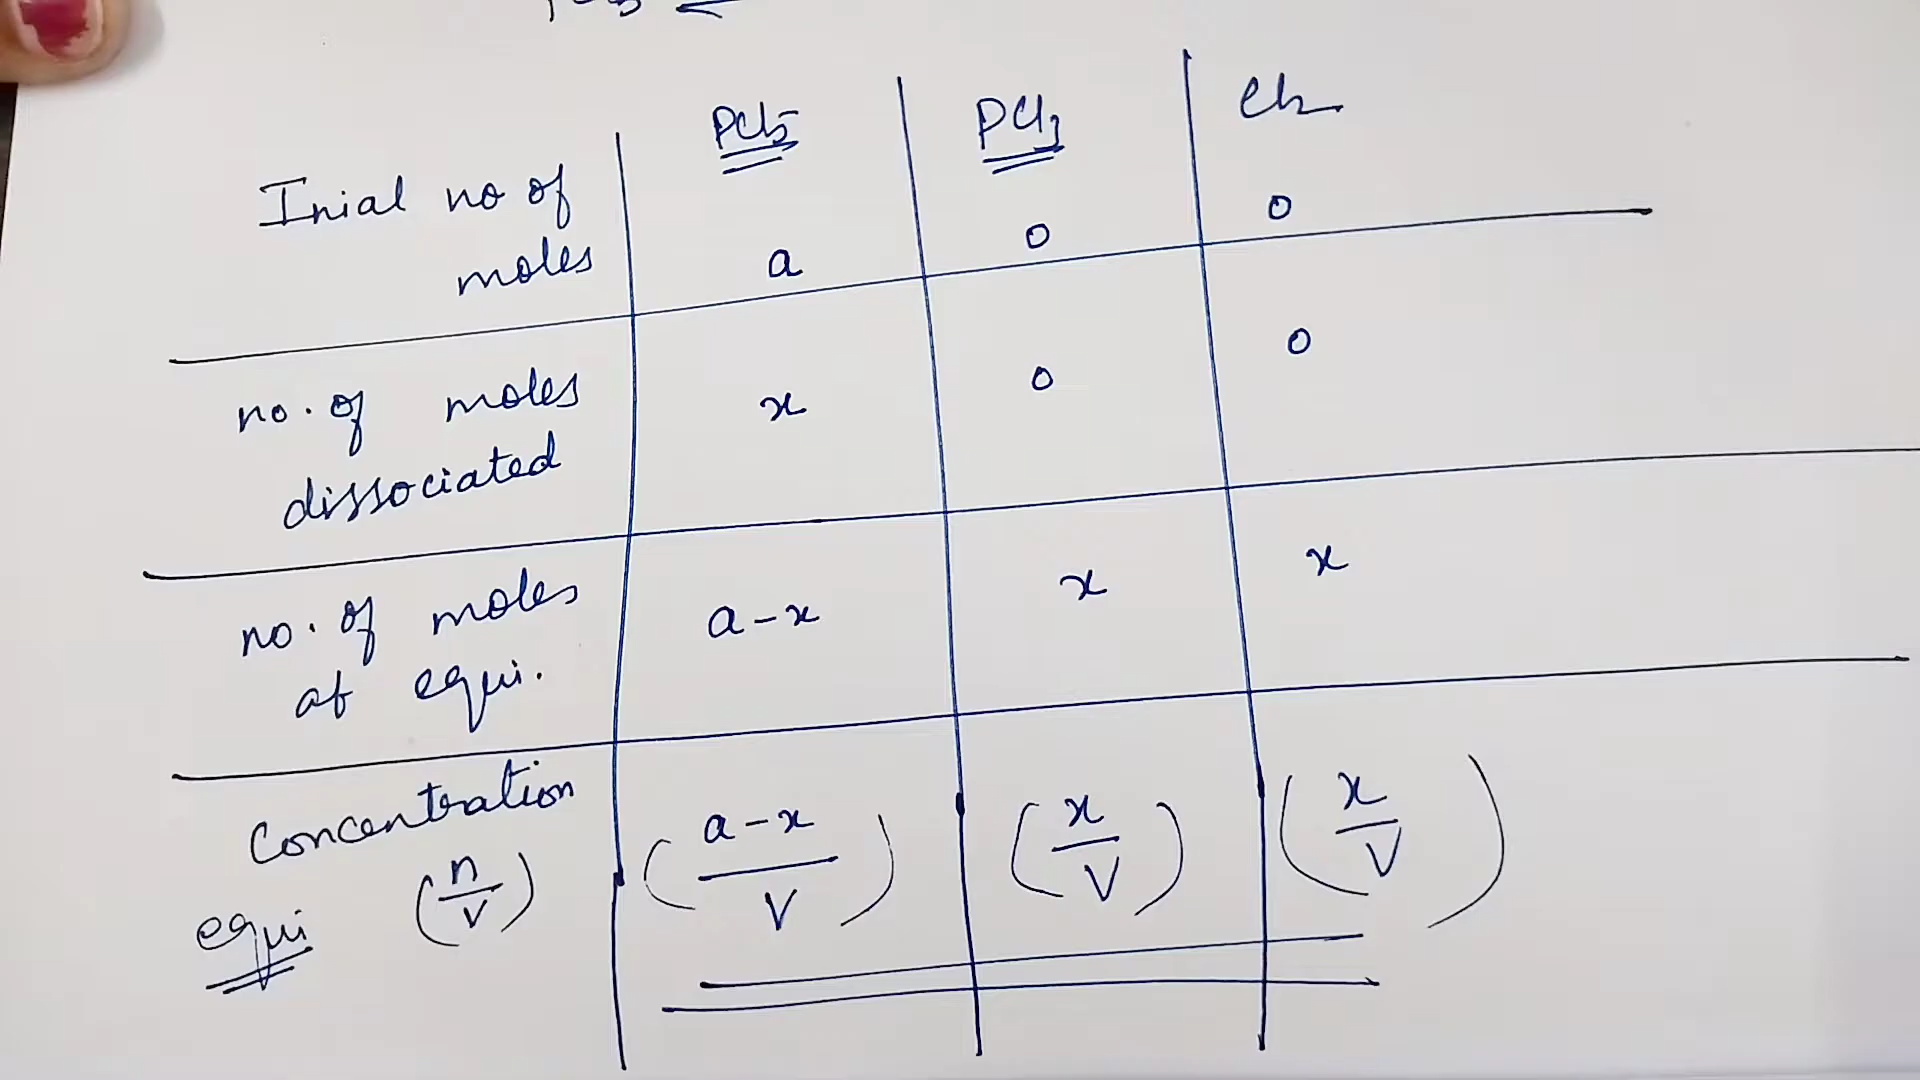 PCl5 PCl3 Cl2
Inial no of
moles a 0 0
no. of moles
dissociated x 0 0
no. of moles
at equi. a-x x x
Concentration
equi (n/v) (a-x/V) (x/V) (x/V)